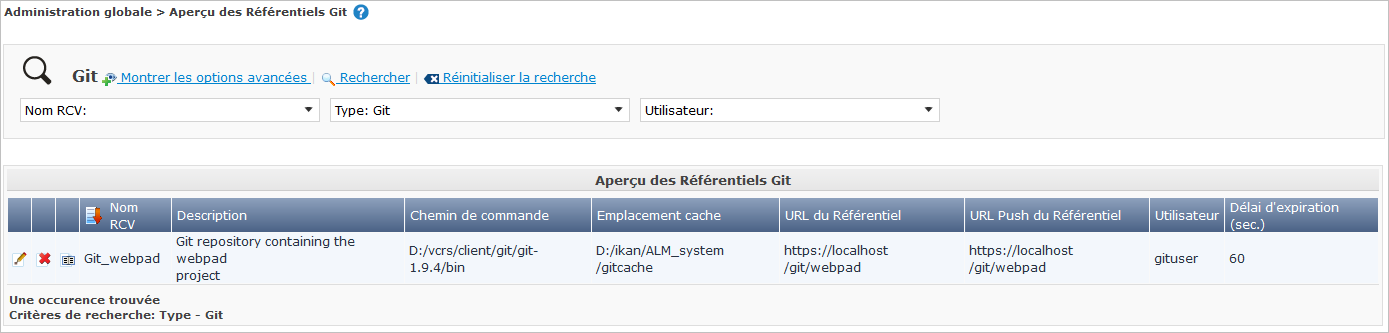 Administration globale > Aperçu des Référentiels Git
Git Montrer les options avancées | Rechercher | Réinitialiser la recherche
Nom RCV: Type: Git Utilisateur:
Aperçu des Référentiels Git
Nom RCV Description Chemin de commande Emplacement cache URL du Référentiel URL Push du Référentiel Utilisateur Délai d'expiration (sec.)
Git_webpad Git repository containing the webpad project D:/vcrs/client/git/git-1.9.4/bin D:/ikan/ALM_system/gitcache https://localhost/git/webpad https://localhost/git/webpad gituser 60
Une occurence trouvée
Critères de recherche: Type - Git